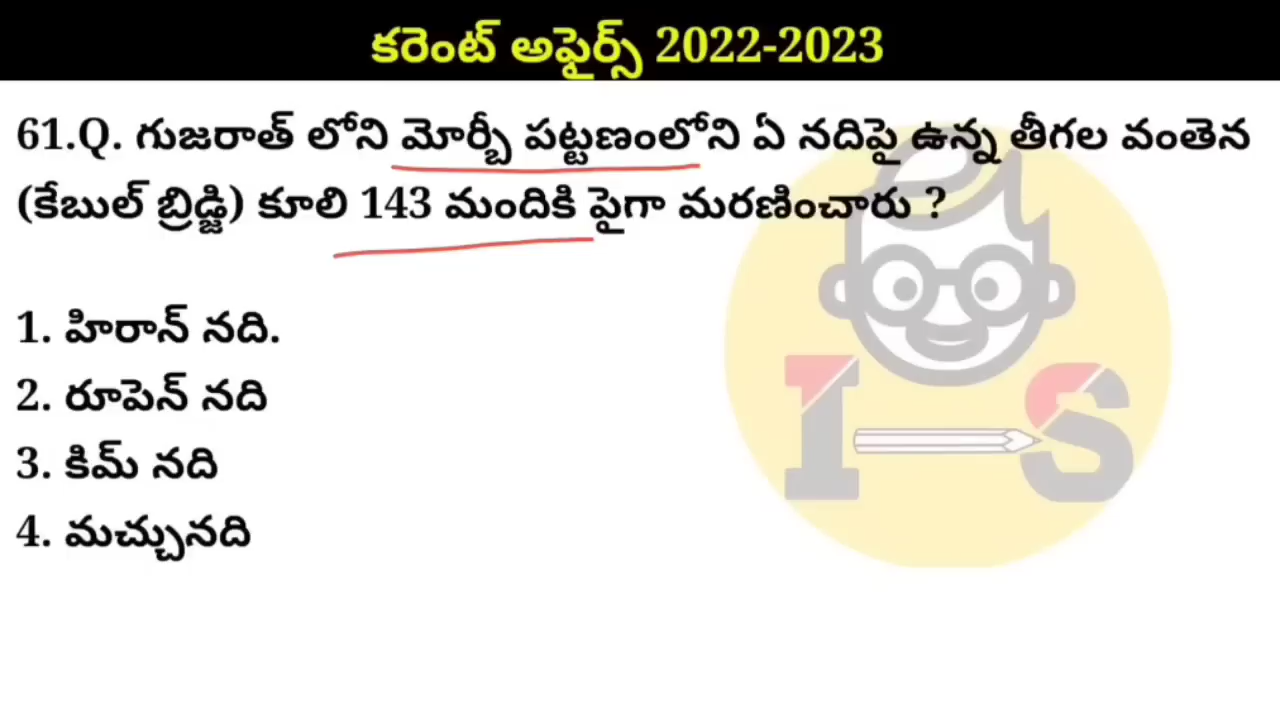 కరెంట్ అఫైర్స్ 2022-2023
61.Q. గుజరాత్ లోని మోర్బీ పట్టణంలోని ఏ నదిపై ఉన్న తీగల వంతెన
(కేబుల్ బ్రిడ్జి) కూలి 143 మందికి పైగా మరణించారు ?
1. హిరాన్ నది.
2. రూపెన్ నది
3. కిమ్ నది
4. మచ్చునది
I S